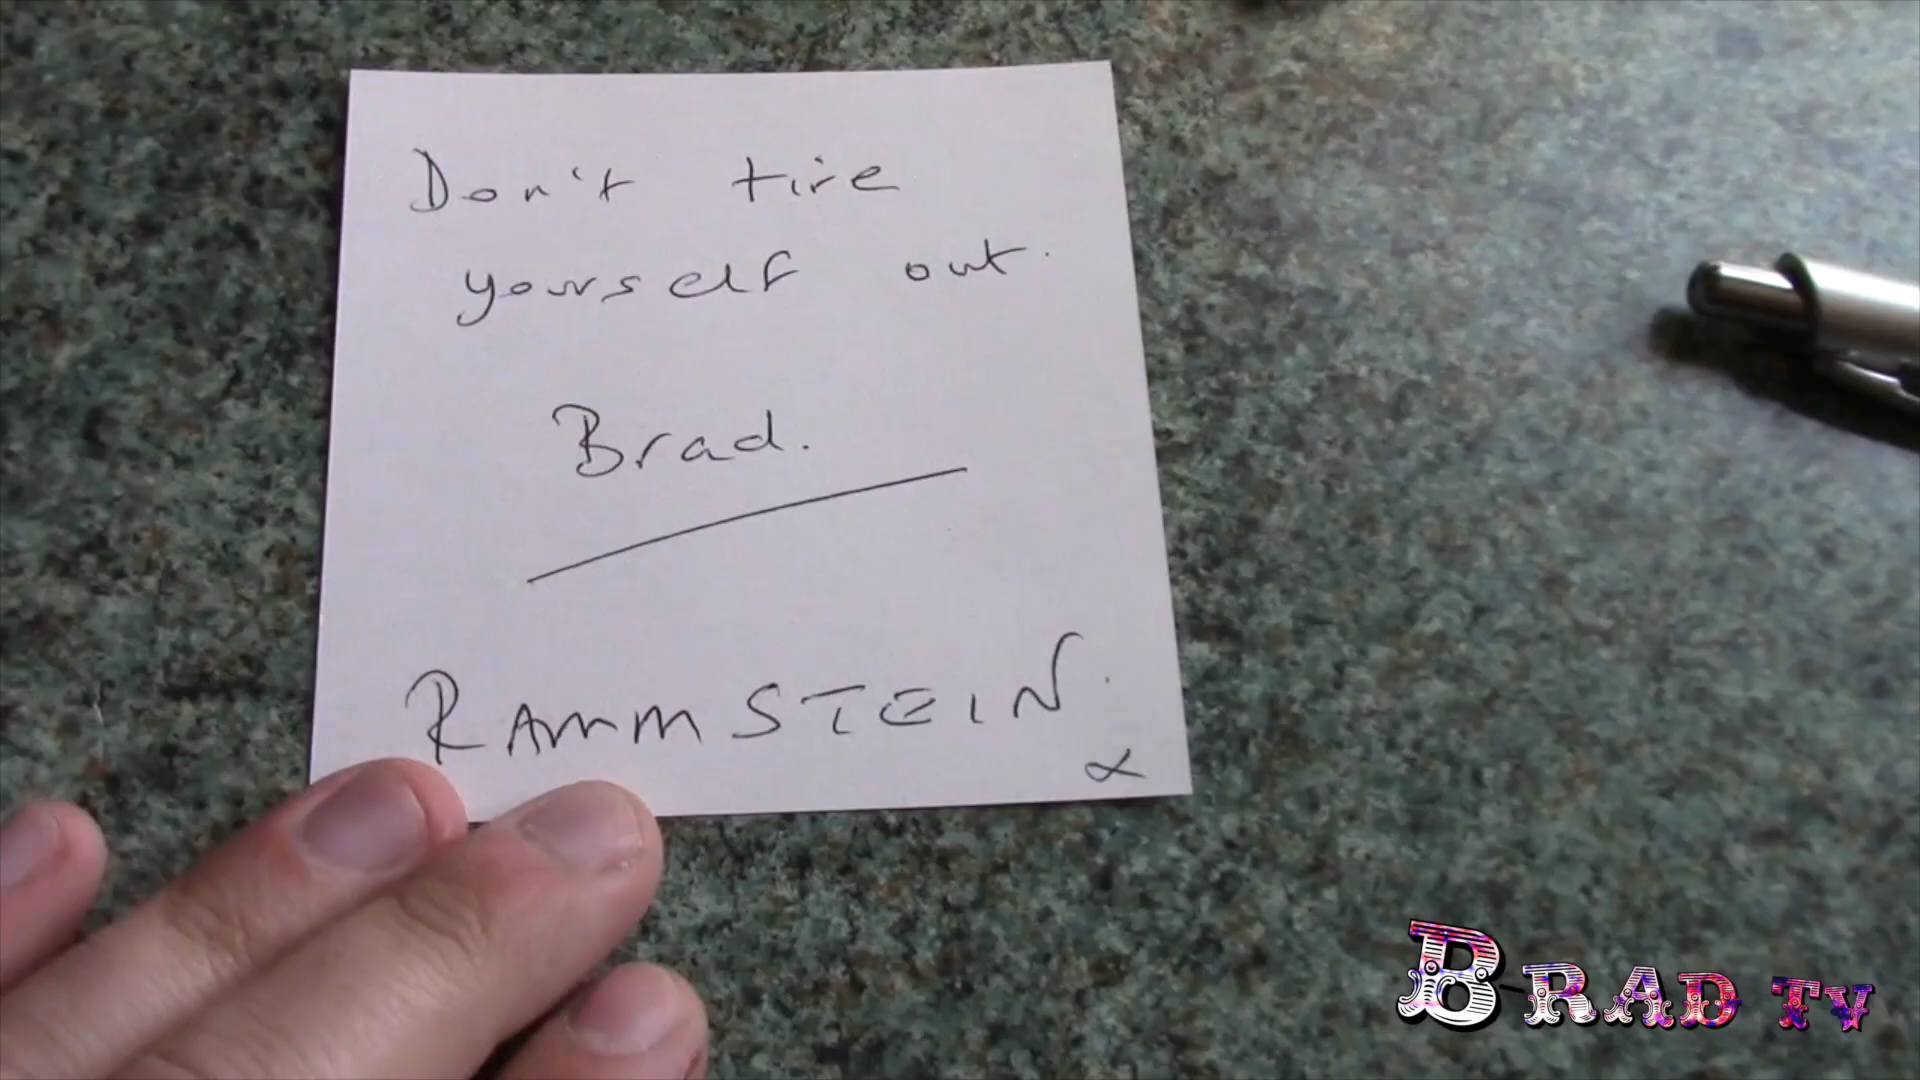 Don't tire
yourself out.
Brad.
RAMMSTEIN.
x
BRAD TV